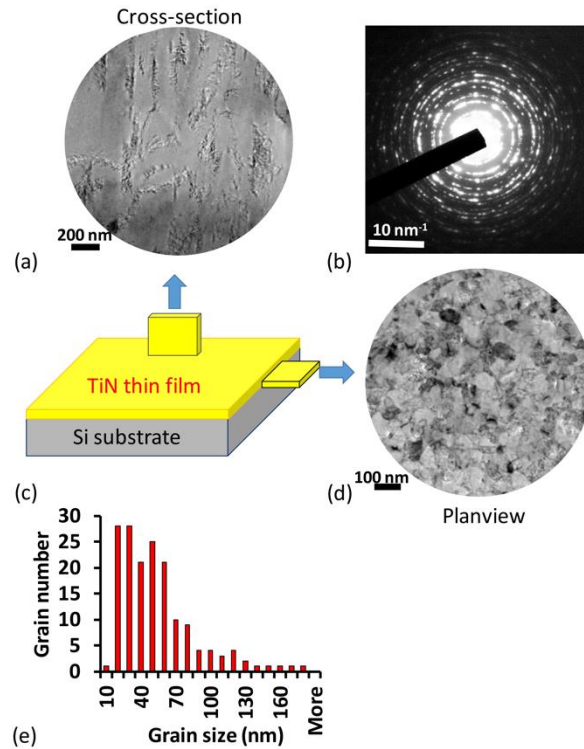 Cross-section
200 nm
(a)
10 nm⁻¹
(b)
TiN thin film
Si substrate
(c)
100 nm
(d)
Planview
30
25
20
15
10
5
0
Grain number
10
40
70
100
130
160
More
Grain size (nm)
(e)